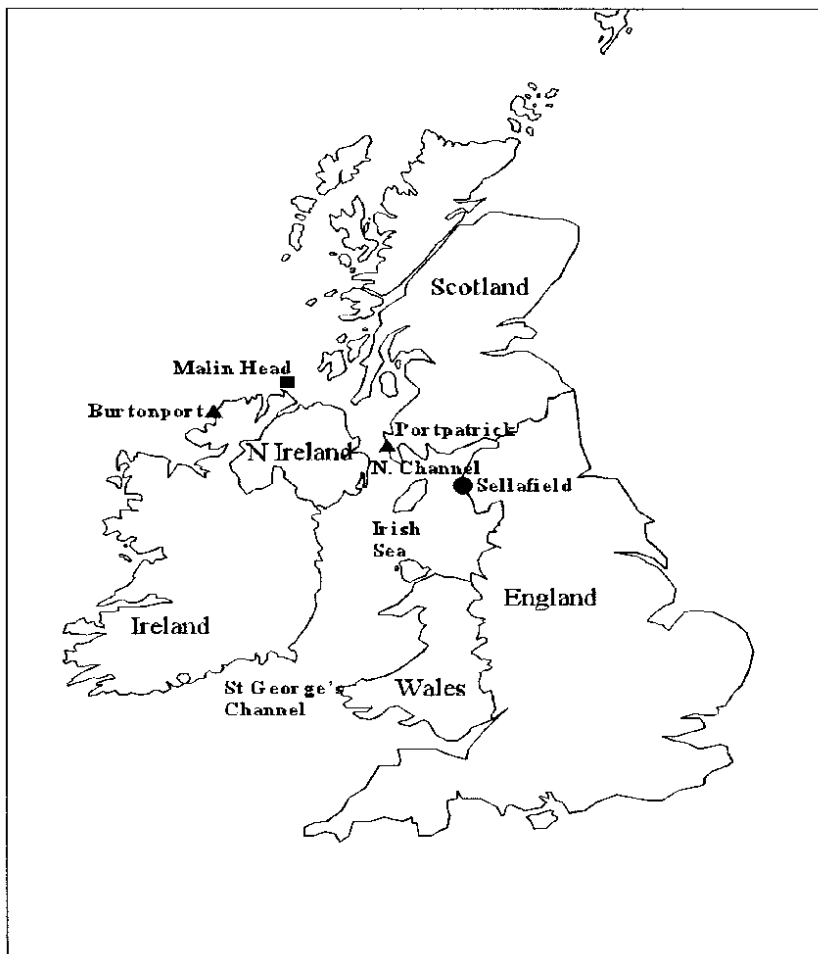 Scotland
Malin Head
Burtonport
Portpatrick
N Ireland
N. Channel
Sellafield
Irish
Sea
England
Ireland
St George's
Channel
Wales